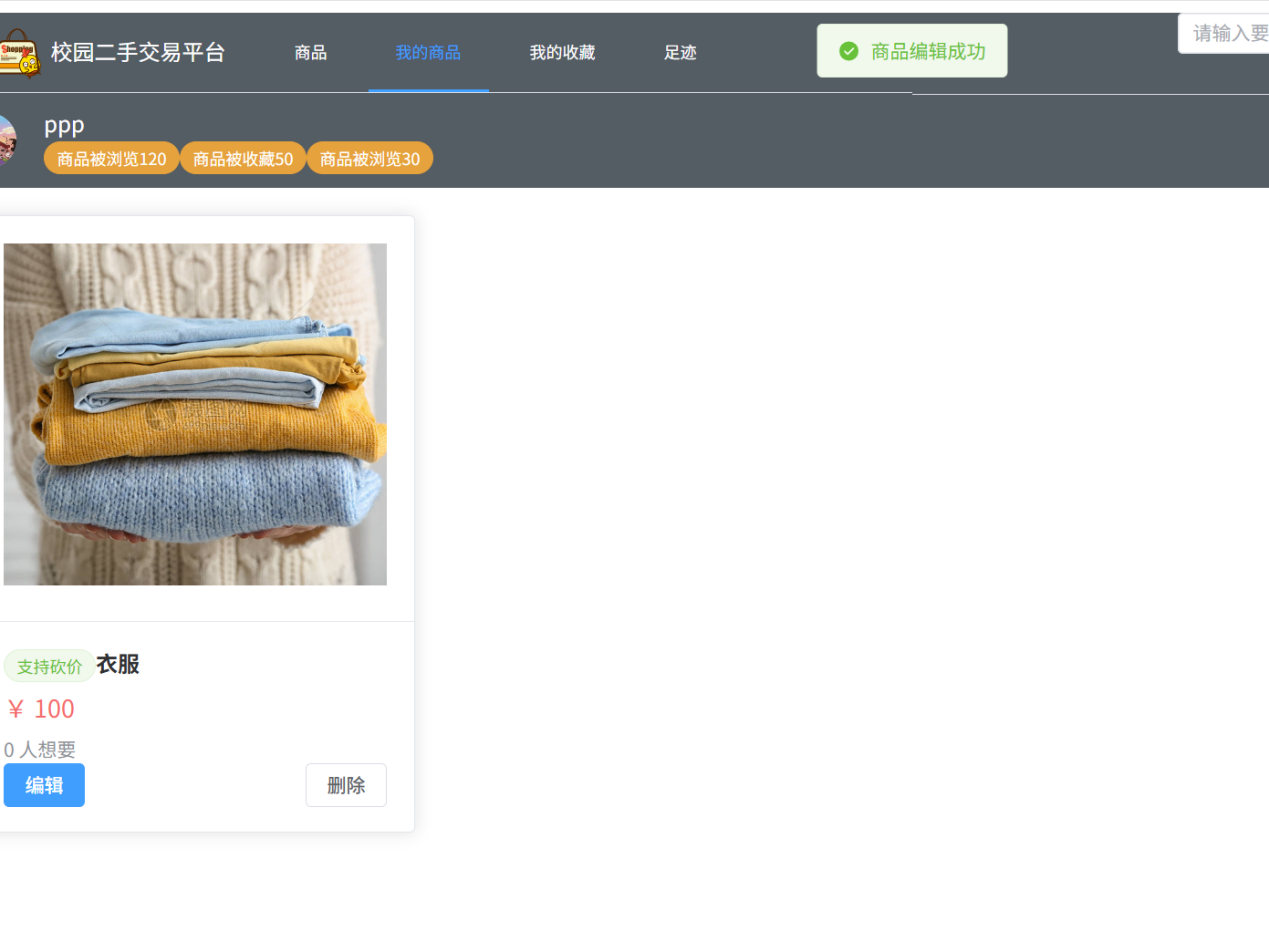 Shopping
校园二手交易平台
商品
我的商品
我的收藏
足迹
商品编辑成功
请输入要
ppp
商品被浏览120
商品被收藏50
商品被浏览30
支持砍价
衣服
￥ 100
0 人想要
编辑
删除